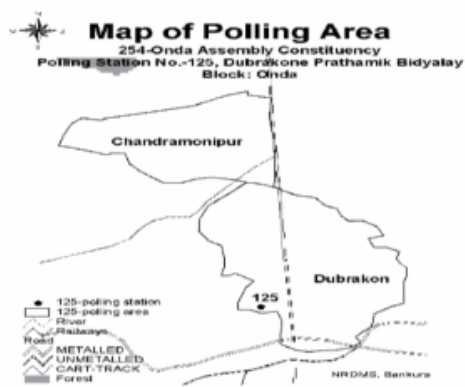 Map of Polling Area
254-Onda Assembly Constituency
Polling Station No.-125, Dubrakone Prathamik Bidyalay
Block: Onda
Chandramonipur
Dubrakon
125
125-polling station
125-polling area
River
Railways
Road
METALLED
UNMETALLED
CART-TRACK
Forest
NRDMS, Bankura